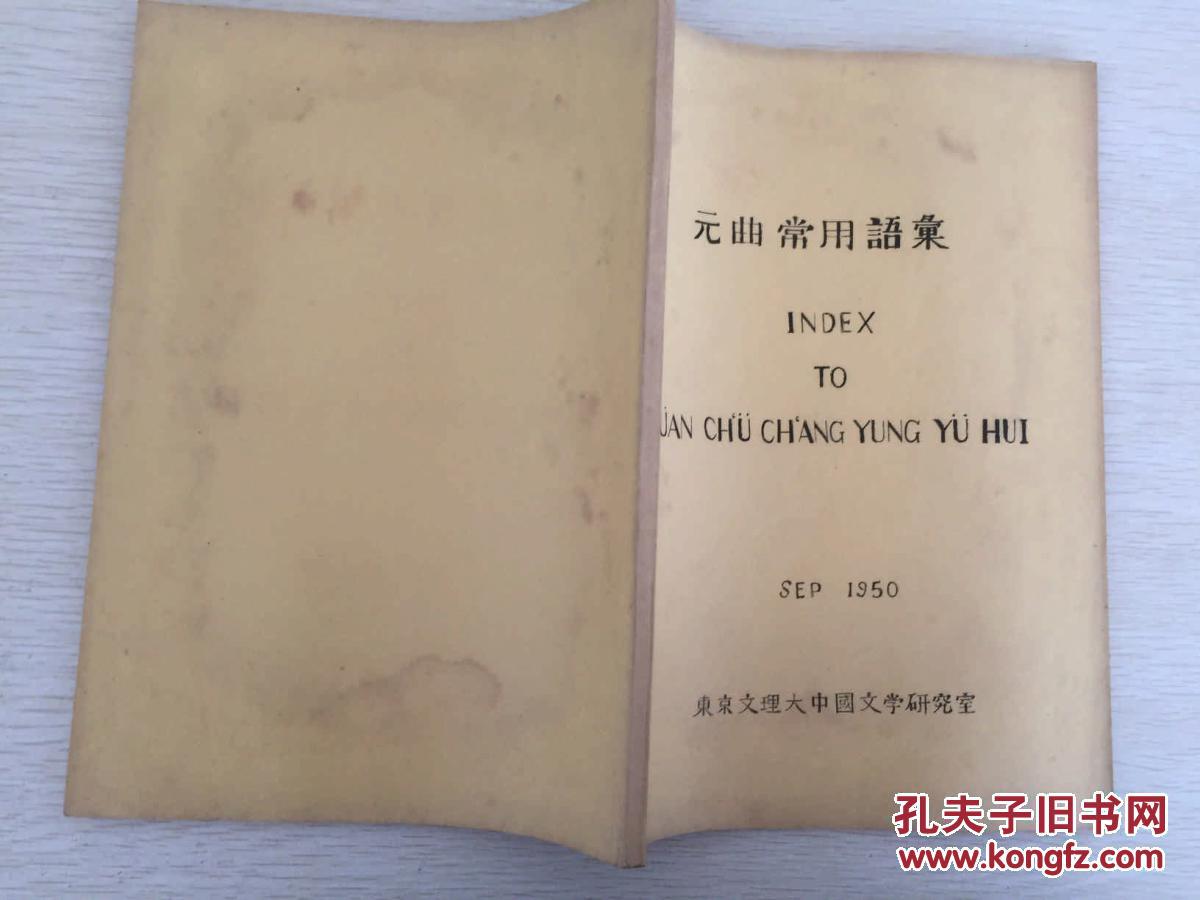 元曲常用語彙
INDEX
TO
ÜAN CH'Ü CH'ANG YUNG YÜ HUI
SEP 1950
東京文理大中國文学研究室
孔夫子旧书网
www.kongfz.com